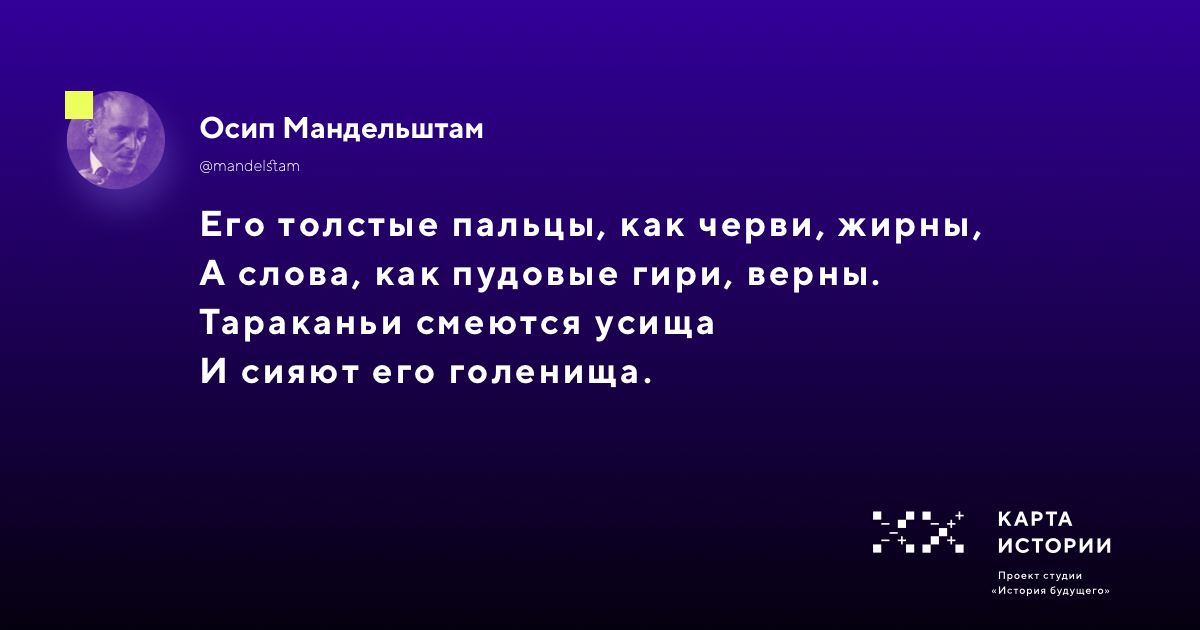 Осип Мандельштам
@mandelstam
Его толстые пальцы, как черви, жирны,
А слова, как пудовые гири, верны.
Тараканьи смеются усища
И сияют его голенища.
КАРТА
ИСТОРИИ
Проект студии
«История будущего»